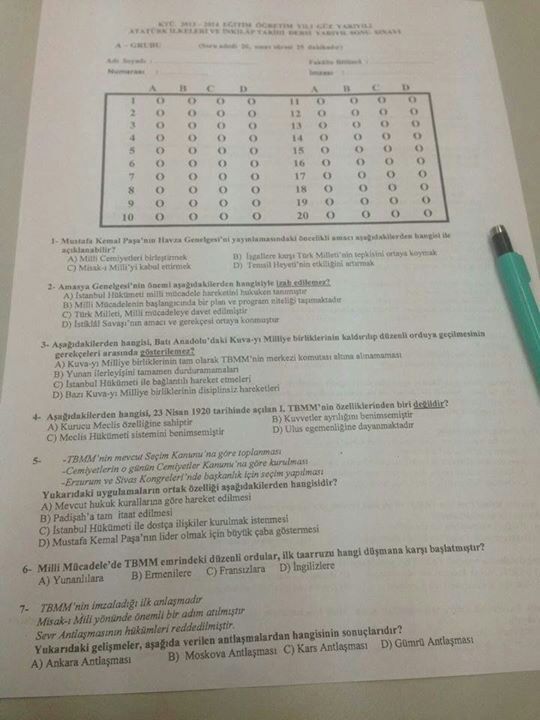 KTÜ. 2013 - 2014 EĞİTİM ÖĞRETİM YILI GÜZ YARIYILI
ATATÜRK İLKELERİ VE İNKILAP TARİHİ DERSİ YARIYIL SONU SINAVI
A - GRUBU (Soru adedi 20, sınav süresi 25 dakikadır)
Adı Soyadı : Fakülte Bölümü :
Numarası : İmzası :
A B C D A B C D
1 O O O O 11 O O O O
2 O O O O 12 O O O O
3 O O O O 13 O O O O
4 O O O O 14 O O O O
5 O O O O 15 O O O O
6 O O O O 16 O O O O
7 O O O O 17 O O O O
8 O O O O 18 O O O O
9 O O O O 19 O O O O
10 O O O O 20 O O O O
1- Mustafa Kemal Paşa'nın Havza Genelgesi'ni yayınlamasındaki öncelikli amacı aşağıdakilerden hangisi ile
açıklanabilir?
A) Milli Cemiyetleri birleştirmek B) İşgallere karşı Türk Milleti'nin tepkisini ortaya koymak
C) Misak-ı Milli'yi kabul ettirmek D) Temsil Heyeti'nin etkiliğini artırmak
2- Amasya Genelgesi'nin önemi aşağıdakilerden hangisiyle izah edilemez?
A) İstanbul Hükümeti milli mücadele hareketini hukuken tanımıştır
B) Milli Mücadelenin başlangıcında bir plan ve program niteliği taşımaktadır
C) Türk Milleti, Milli mücadeleye davet edilmiştir
D) İstiklâl Savaşı'nın amacı ve gerekçesi ortaya konmuştur
3- Aşağıdakilerden hangisi, Batı Anadolu'daki Kuva-yı Milliye birliklerinin kaldırılıp düzenli orduya geçilmesinin
gerekçeleri arasında gösterilemez?
A) Kuva-yı Milliye birliklerinin tam olarak TBMM'nin merkezi komutası altına alınamaması
B) Yunan ilerleyişini tamamen durduramamaları
C) İstanbul Hükümeti ile bağlantılı hareket etmeleri
D) Bazı Kuva-yı Milliye birliklerinin disiplinsiz hareketleri
4- Aşağıdakilerden hangisi, 23 Nisan 1920 tarihinde açılan I. TBMM'nin özelliklerinden biri değildir?
A) Kurucu Meclis özelliğine sahiptir B) Kuvvetler ayrılığını benimsemiştir
C) Meclis Hükümeti sistemini benimsemiştir D) Ulus egemenliğine dayanmaktadır
5- -TBMM'nin mevcut Seçim Kanunu'na göre toplanması
-Cemiyetlerin o günün Cemiyetler Kanunu'na göre kurulması
-Erzurum ve Sivas Kongreleri'nde başkanlık için seçim yapılması
Yukarıdaki uygulamaların ortak özelliği aşağıdakilerden hangisidir?
A) Mevcut hukuk kurallarına göre hareket edilmesi
B) Padişah'a tam itaat edilmesi
C) İstanbul Hükümeti ile dostça ilişkiler kurulmak istenmesi
D) Mustafa Kemal Paşa'nın lider olmak için büyük çaba göstermesi
6- Milli Mücadele'de TBMM emrindeki düzenli ordular, ilk taarruzu hangi düşmana karşı başlatmıştır?
A) Yunanlılara B) Ermenilere C) Fransızlara D) İngilizlere
7- TBMM'nin imzaladığı ilk anlaşmadır
Misak-ı Mili yönünde önemli bir adım atılmıştır
Sevr Antlaşmasının hükümleri reddedilmiştir.
Yukarıdaki gelişmeler, aşağıda verilen antlaşmalardan hangisinin sonuçlarıdır?
A) Ankara Antlaşması B) Moskova Antlaşması C) Kars Antlaşması D) Gümrü Antlaşması